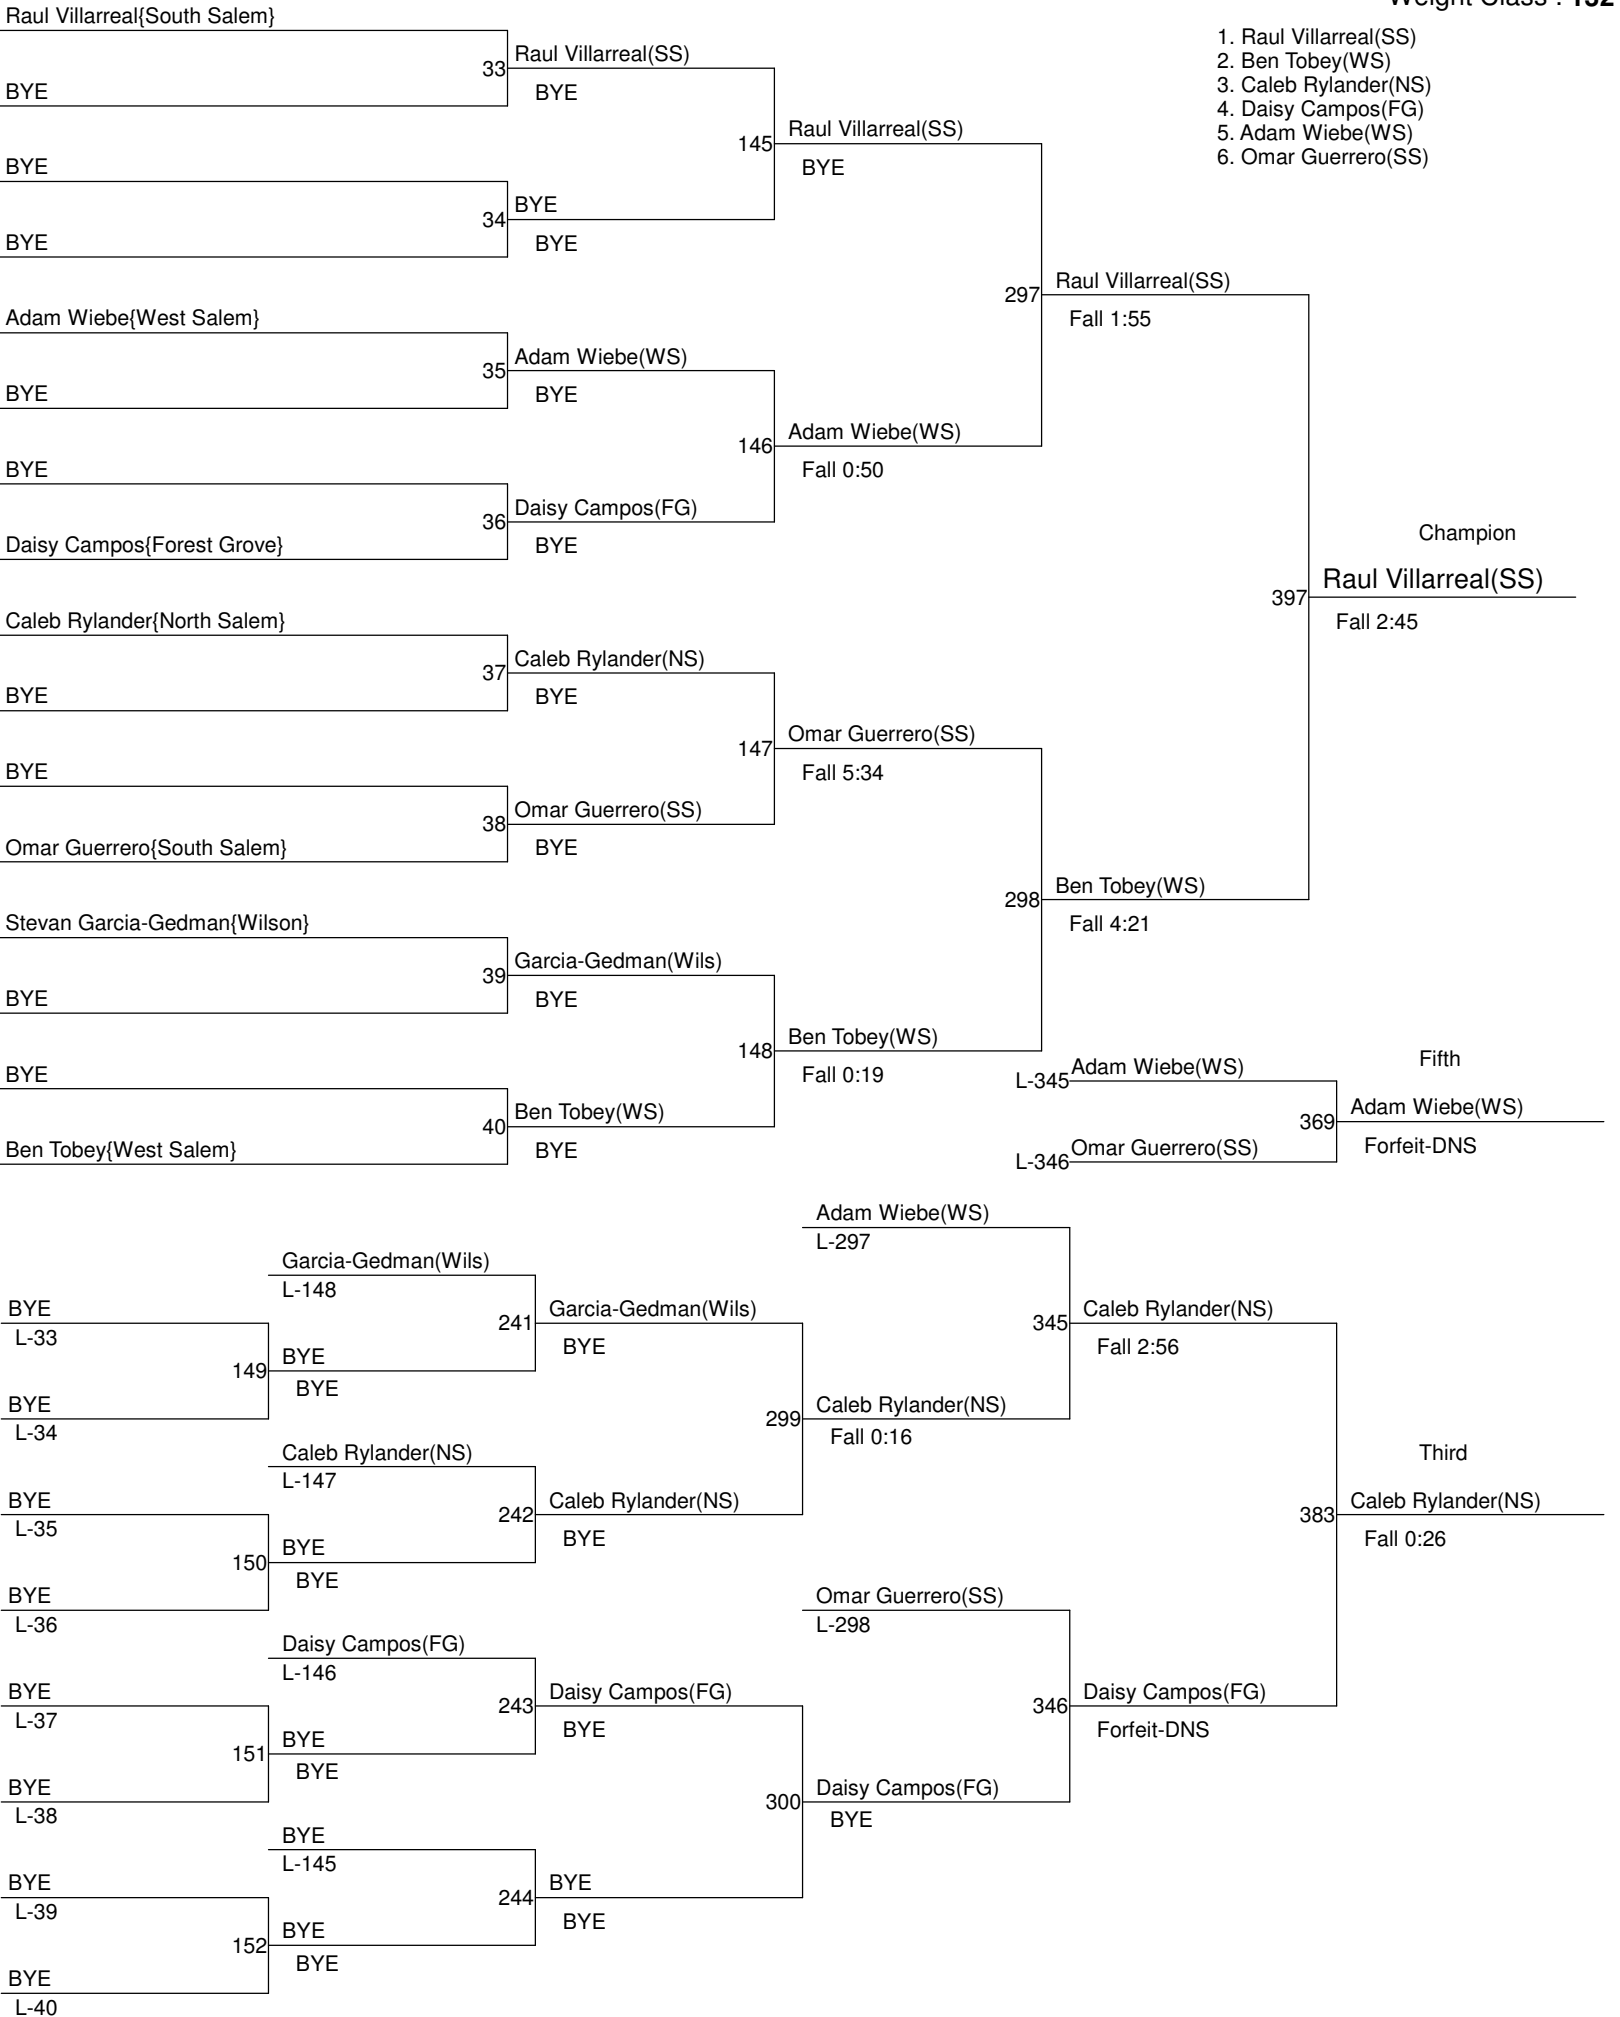 Weight Class : 132
1. Raul Villarreal(SS)
2. Ben Tobey(WS)
3. Caleb Rylander(NS)
4. Daisy Campos(FG)
5. Adam Wiebe(WS)
6. Omar Guerrero(SS)
Raul Villarreal{South Salem}
33
Raul Villarreal(SS)
BYE
BYE
145
Raul Villarreal(SS)
BYE
BYE
34
BYE
BYE
BYE
297
Raul Villarreal(SS)
Fall 1:55
Adam Wiebe{West Salem}
35
Adam Wiebe(WS)
BYE
BYE
146
Adam Wiebe(WS)
Fall 0:50
BYE
36
Daisy Campos(FG)
BYE
Daisy Campos{Forest Grove}
Champion
397
Raul Villarreal(SS)
Fall 2:45
Caleb Rylander{North Salem}
37
Caleb Rylander(NS)
BYE
BYE
147
Omar Guerrero(SS)
Fall 5:34
BYE
38
Omar Guerrero(SS)
BYE
Omar Guerrero{South Salem}
298
Ben Tobey(WS)
Fall 4:21
Stevan Garcia-Gedman{Wilson}
39
Garcia-Gedman(Wils)
BYE
BYE
148
Ben Tobey(WS)
Fall 0:19
BYE
40
Ben Tobey(WS)
BYE
Ben Tobey{West Salem}
Fifth
L-345
Adam Wiebe(WS)
369
Adam Wiebe(WS)
Forfeit-DNS
L-346
Omar Guerrero(SS)
Adam Wiebe(WS)
L-297
Garcia-Gedman(Wils)
L-148
BYE
L-33
241
Garcia-Gedman(Wils)
BYE
345
Caleb Rylander(NS)
Fall 2:56
149
BYE
BYE
BYE
L-34
299
Caleb Rylander(NS)
Fall 0:16
Caleb Rylander(NS)
L-147
Third
BYE
L-35
242
Caleb Rylander(NS)
BYE
383
Caleb Rylander(NS)
Fall 0:26
150
BYE
BYE
BYE
L-36
Omar Guerrero(SS)
L-298
Daisy Campos(FG)
L-146
BYE
L-37
243
Daisy Campos(FG)
BYE
346
Daisy Campos(FG)
Forfeit-DNS
151
BYE
BYE
BYE
L-38
300
Daisy Campos(FG)
BYE
BYE
L-145
BYE
L-39
244
BYE
BYE
152
BYE
BYE
BYE
L-40